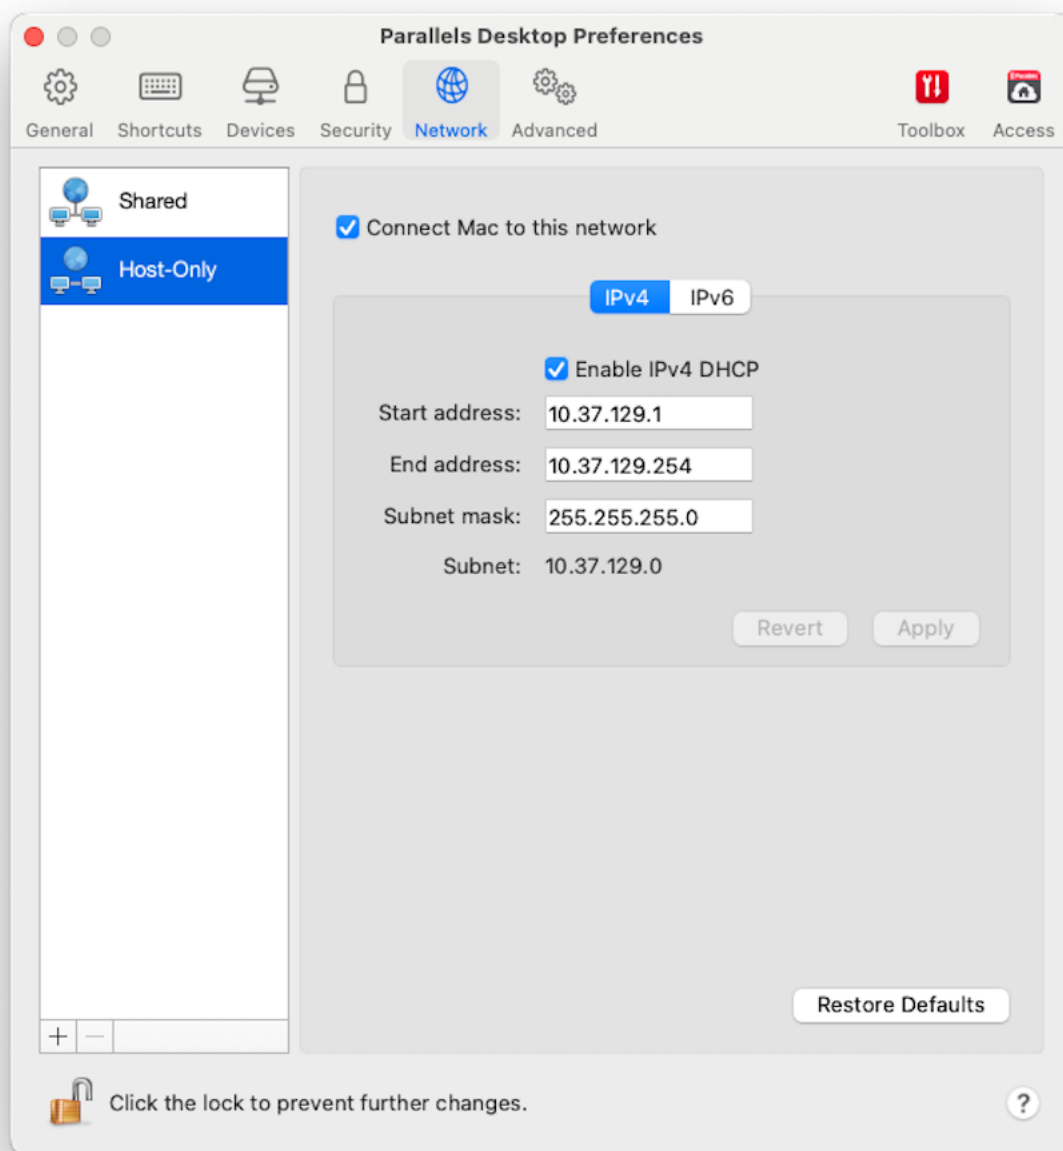 Parallels Desktop Preferences
General Shortcuts Devices Security Network Advanced Toolbox Access
Shared
Host-Only
Connect Mac to this network
IPv4 IPv6
Enable IPv4 DHCP
Start address: 10.37.129.1
End address: 10.37.129.254
Subnet mask: 255.255.255.0
Subnet: 10.37.129.0
Revert Apply
Restore Defaults
+ −
Click the lock to prevent further changes. ?